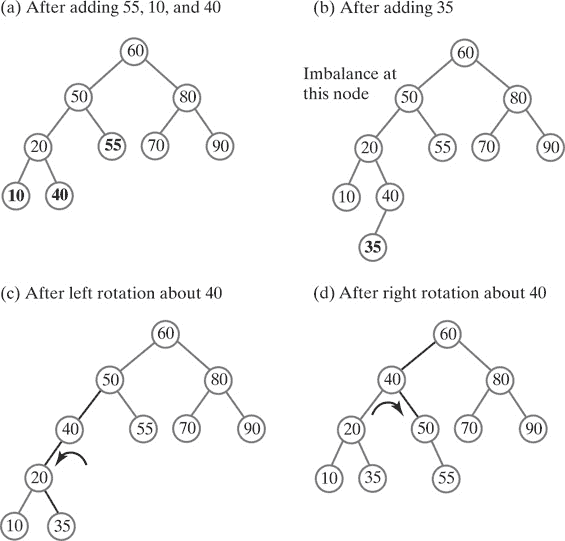 (a) After adding 55, 10, and 40
60
50 80
20 55 70 90
10 40
(b) After adding 35
60
Imbalance at
this node
50 80
20 55 70 90
10 40
35
(c) After left rotation about 40
60
50 80
40 55 70 90
20
10 35
(d) After right rotation about 40
60
40 80
20 50 70 90
10 35 55